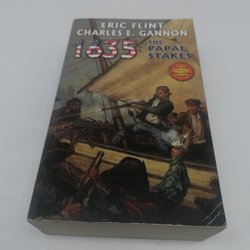 ERIC FLINT
CHARLES E. GANNON
1635:
THE
PAPAL
STAKES